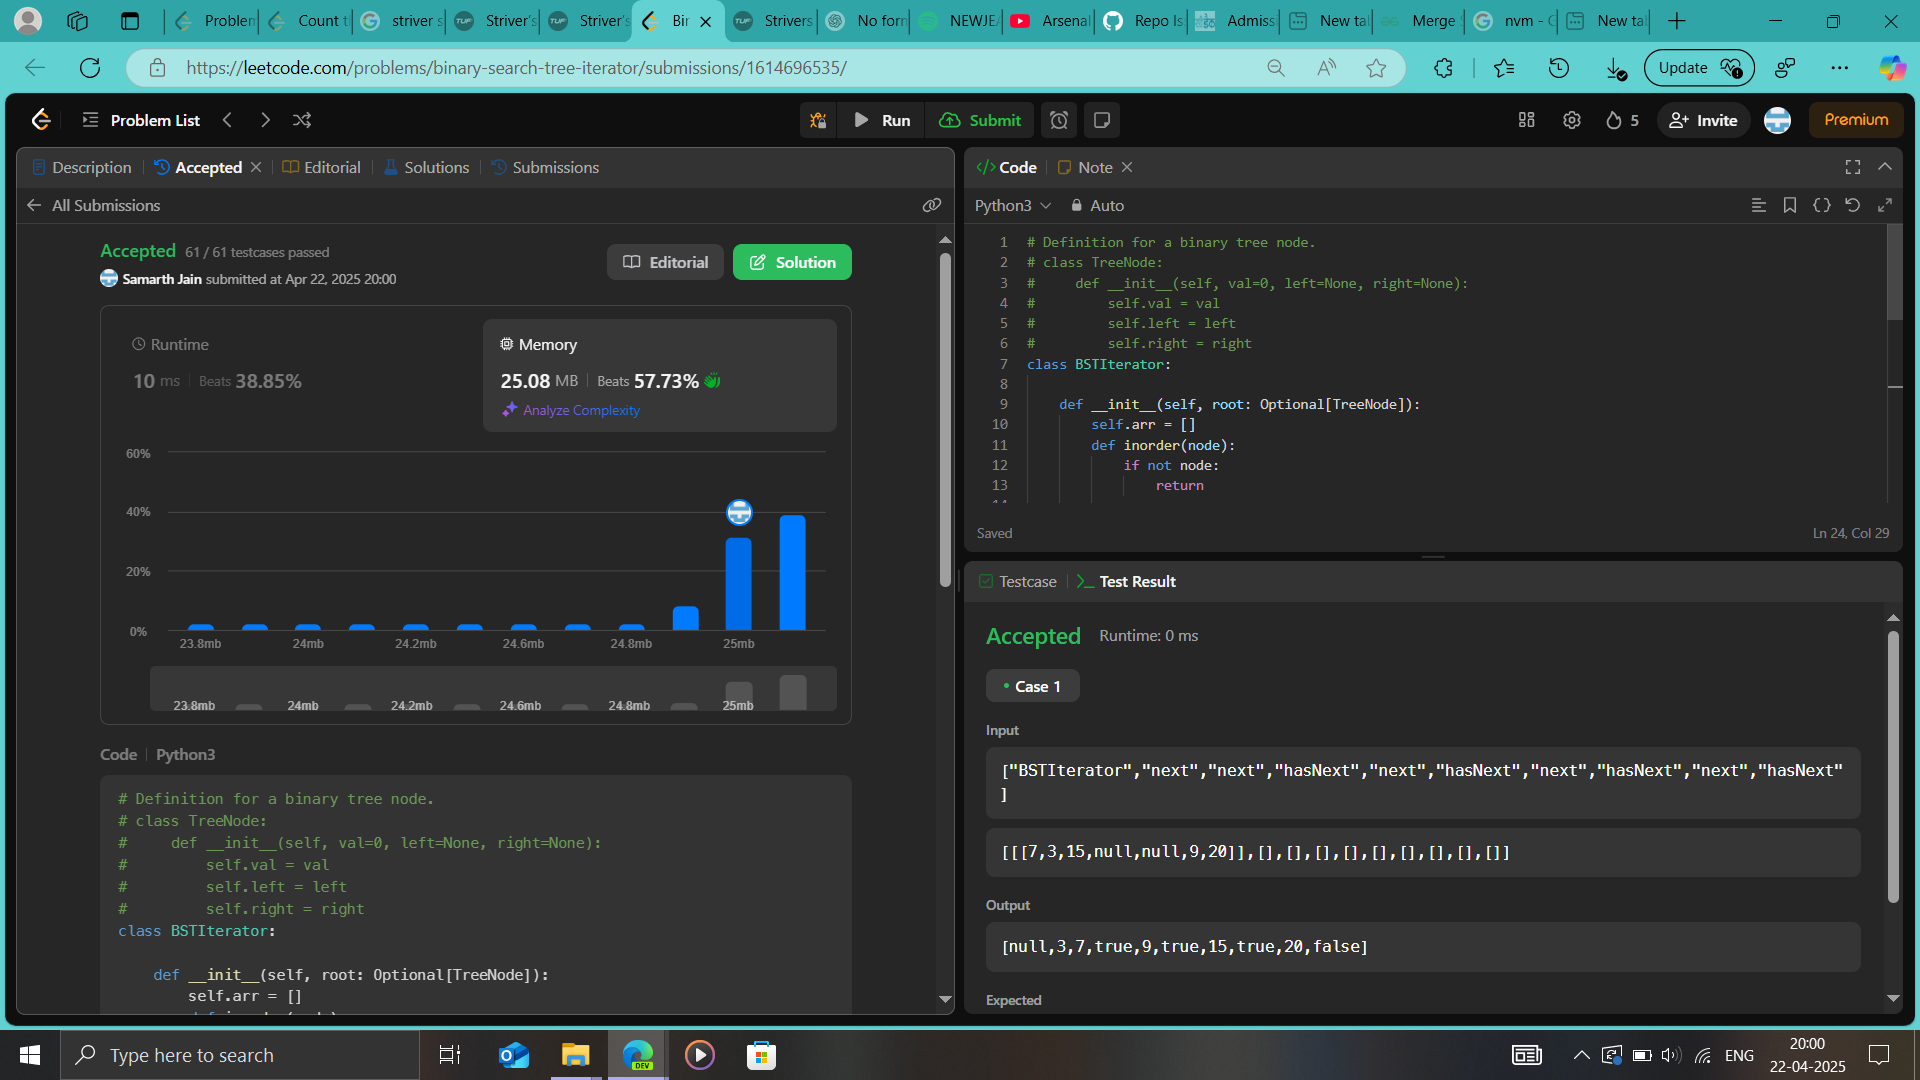 Problem
Count t
striver s
Striver's
Striver's
Bir
Strivers
No form
NEWJEA
Arsenal
Repo Is
Admiss
New tab
Merge
nvm - G
New tab
https://leetcode.com/problems/binary-search-tree-iterator/submissions/1614696535/
Update
Problem List
Run
Submit
5
Invite
Premium
Description
Accepted
Editorial
Solutions
Submissions
All Submissions
Accepted 61 / 61 testcases passed
Samarth Jain submitted at Apr 22, 2025 20:00
Editorial
Solution
Runtime
10 ms Beats 38.85%
Memory
25.08 MB Beats 57.73%
Analyze Complexity
60%
40%
20%
0%
23.8mb 24mb 24.2mb 24.6mb 24.8mb 25mb
23.8mb 24mb 24.2mb 24.6mb 24.8mb 25mb
Code | Python3
# Definition for a binary tree node.
# class TreeNode:
#     def __init__(self, val=0, left=None, right=None):
#         self.val = val
#         self.left = left
#         self.right = right
class BSTIterator:
    def __init__(self, root: Optional[TreeNode]):
        self.arr = []
Code
Note
Python3
Auto
1 # Definition for a binary tree node.
2 # class TreeNode:
3 #     def __init__(self, val=0, left=None, right=None):
4 #         self.val = val
5 #         self.left = left
6 #         self.right = right
7 class BSTIterator:
8
9     def __init__(self, root: Optional[TreeNode]):
10         self.arr = []
11         def inorder(node):
12             if not node:
13                 return
Saved
Ln 24, Col 29
Testcase
Test Result
Accepted Runtime: 0 ms
Case 1
Input
["BSTIterator","next","next","hasNext","next","hasNext","next","hasNext","next","hasNext"
]
[[[7,3,15,null,null,9,20]],[],[],[],[],[],[],[],[],[]]
Output
[null,3,7,true,9,true,15,true,20,false]
Expected
Type here to search
DEV
ENG
20:00
22-04-2025